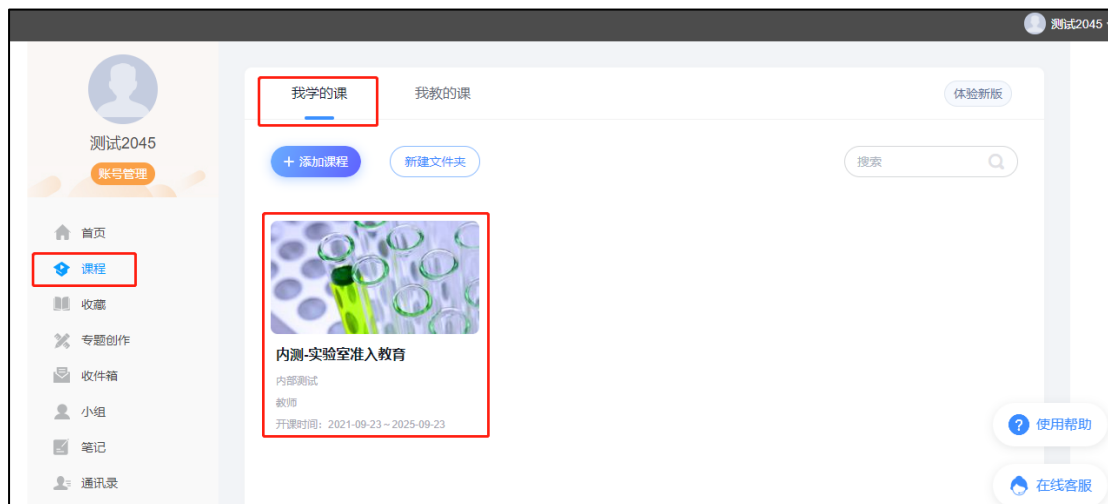 测试2045
测试2045
账号管理
首页
课程
收藏
专题创作
收件箱
小组
笔记
通讯录
我学的课
我教的课
体验新版
+ 添加课程
新建文件夹
搜索
内测-实验室准入教育
内部测试
教师
开课时间：2021-09-23～2025-09-23
使用帮助
在线客服